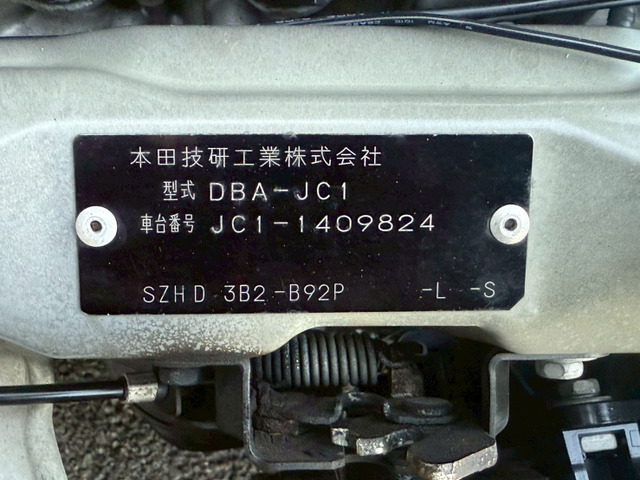 本田技研工業株式会社
型式 DBA-JC1
車台番号 JC1-1409824
SZHD 3B2-B92P -L -S